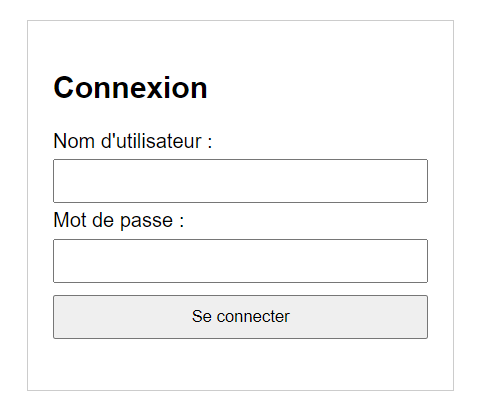 Connexion
Nom d'utilisateur :
Mot de passe :
Se connecter